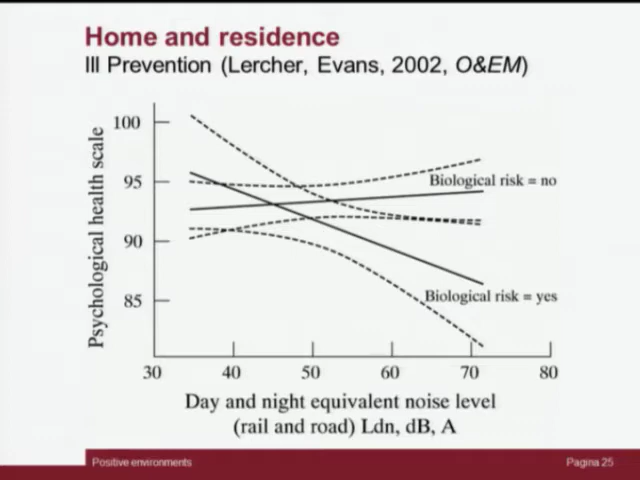 Home and residence
III Prevention (Lercher, Evans, 2002, O&EM)
Psychological health scale
100
95
90
85
Biological risk = no
Biological risk = yes
30 40 50 60 70 80
Day and night equivalent noise level
(rail and road) Ldn, dB, A
Positive environments
Pagina 25